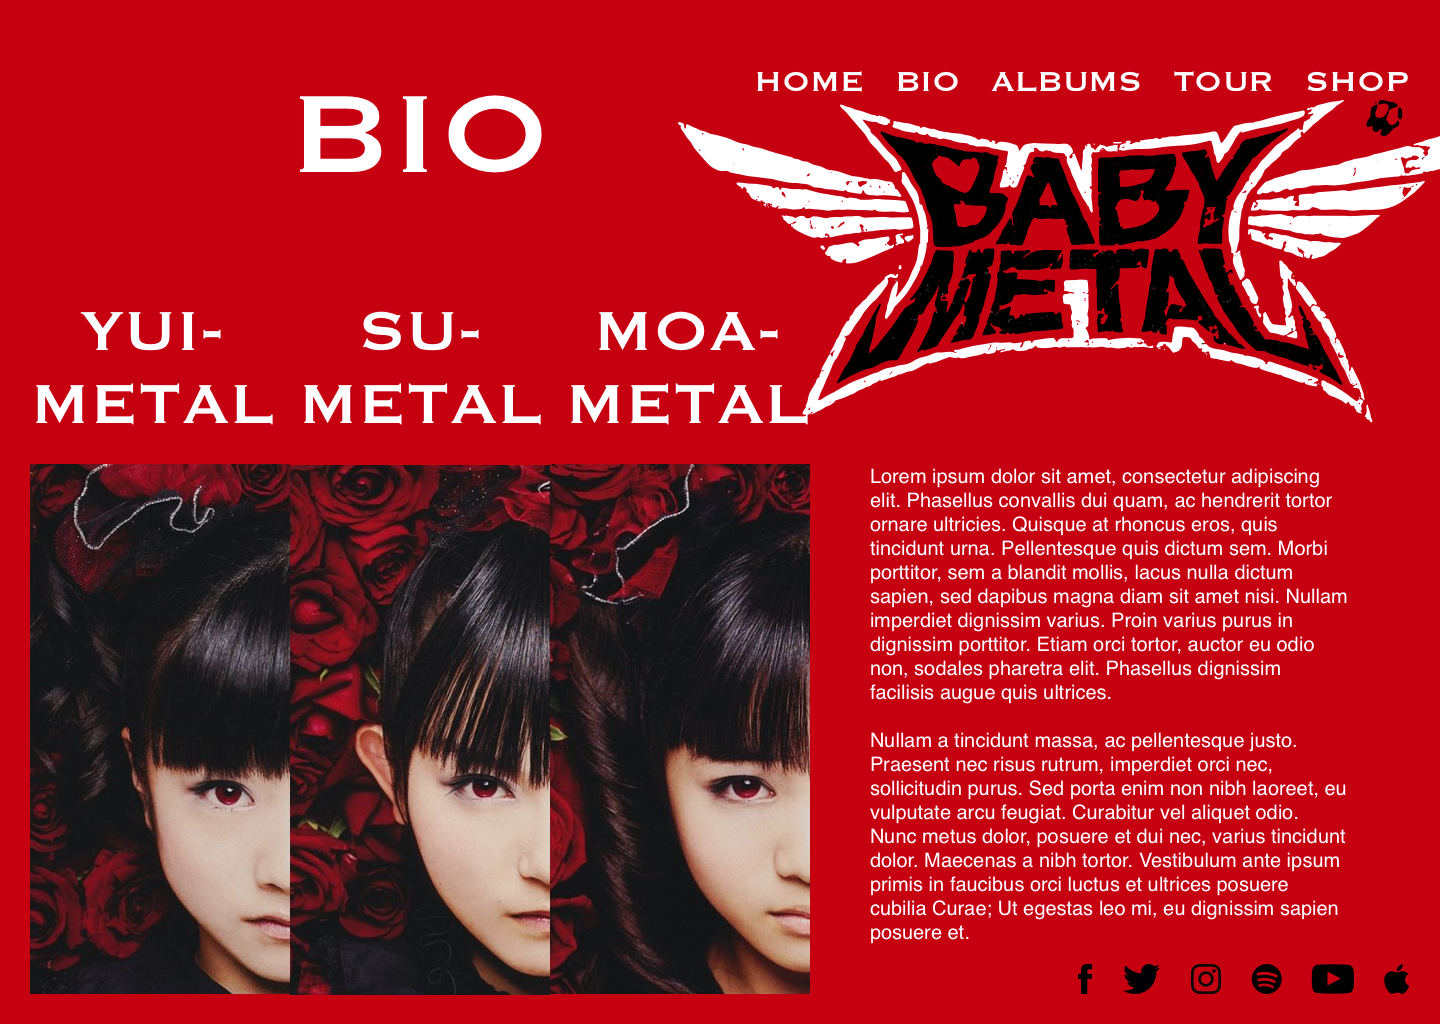 HOME BIO ALBUMS TOUR SHOP
BIO
BABY
METAL
YUI-
METAL
SU-
METAL
MOA-
METAL
Lorem ipsum dolor sit amet, consectetur adipiscing
elit. Phasellus convallis dui quam, ac hendrerit tortor
ornare ultricies. Quisque at rhoncus eros, quis
tincidunt urna. Pellentesque quis dictum sem. Morbi
porttitor, sem a blandit mollis, lacus nulla dictum
sapien, sed dapibus magna diam sit amet nisi. Nullam
imperdiet dignissim varius. Proin varius purus in
dignissim porttitor. Etiam orci tortor, auctor eu odio
non, sodales pharetra elit. Phasellus dignissim
facilisis augue quis ultrices.
Nullam a tincidunt massa, ac pellentesque justo.
Praesent nec risus rutrum, imperdiet orci nec,
sollicitudin purus. Sed porta enim non nibh laoreet, eu
vulputate arcu feugiat. Curabitur vel aliquet odio.
Nunc metus dolor, posuere et dui nec, varius tincidunt
dolor. Maecenas a nibh tortor. Vestibulum ante ipsum
primis in faucibus orci luctus et ultrices posuere
cubilia Curae; Ut egestas leo mi, eu dignissim sapien
posuere et.